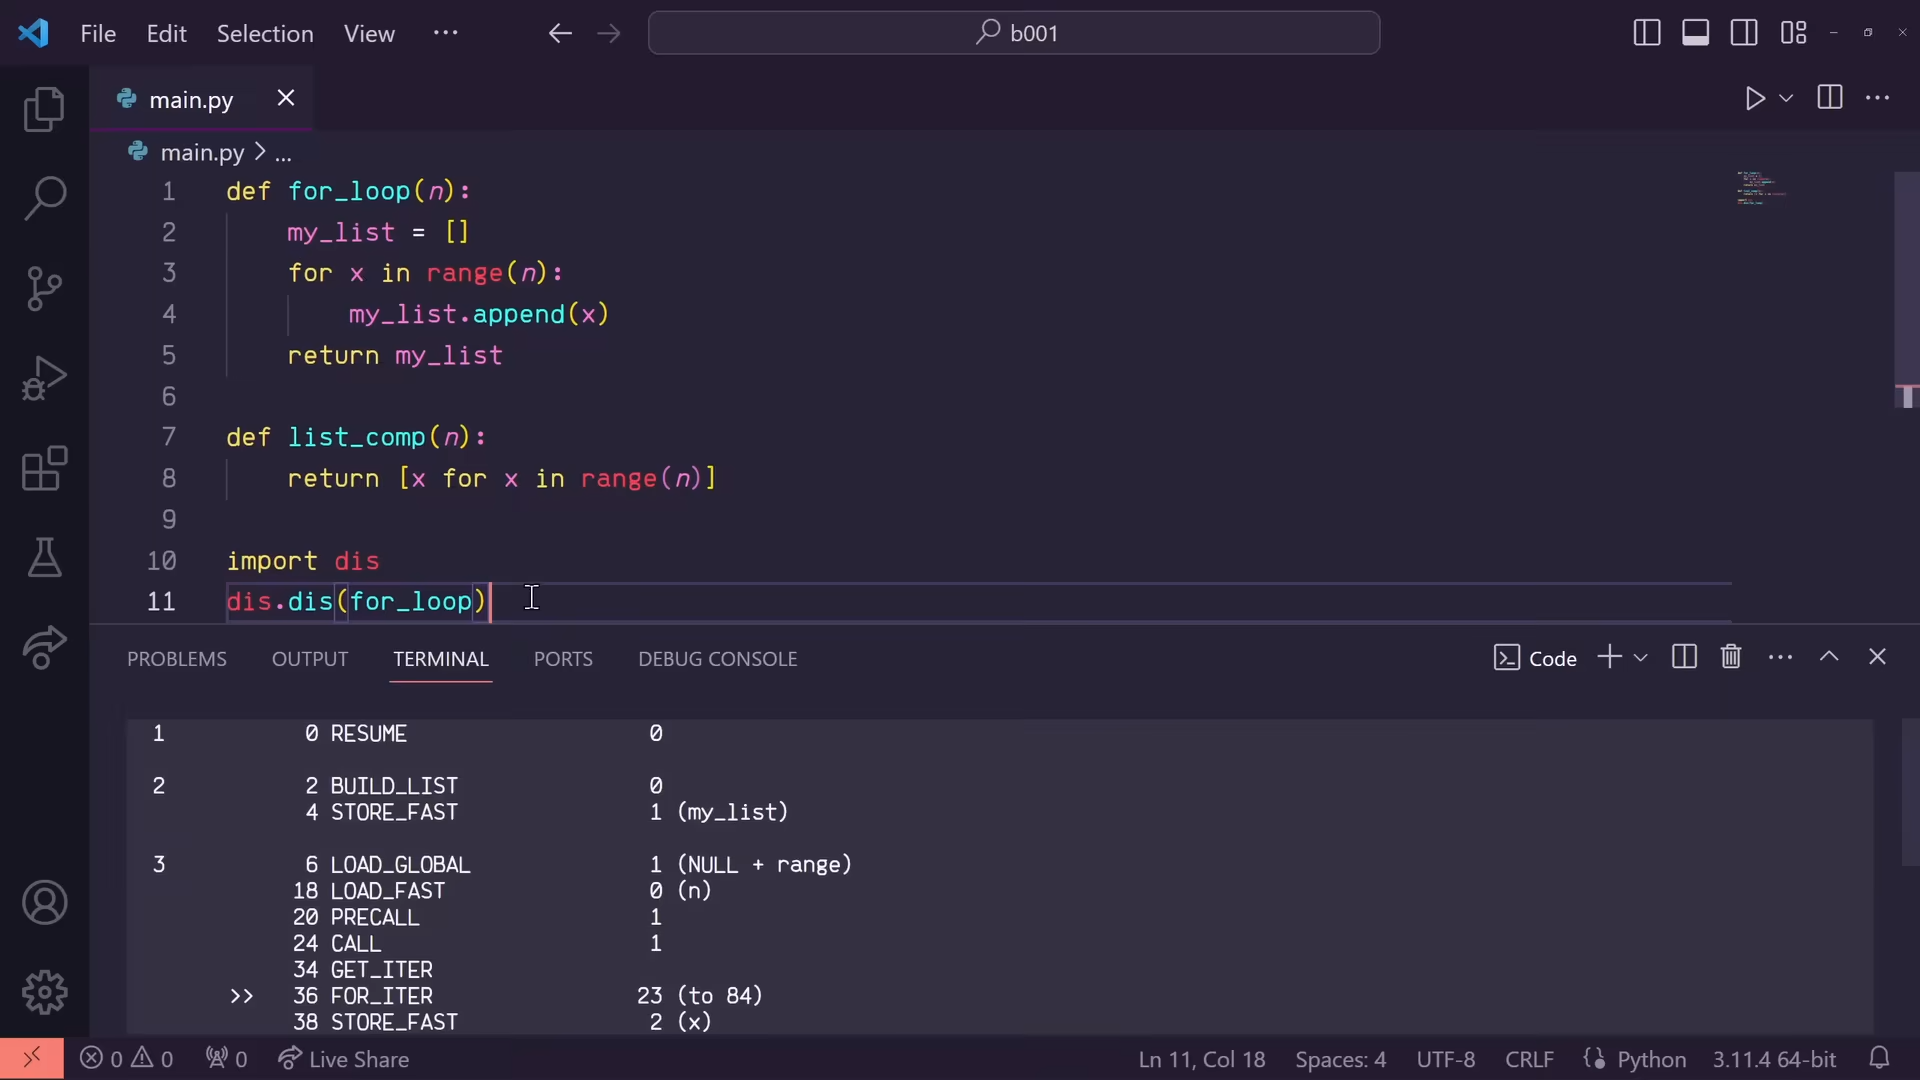 File Edit Selection View ··· b001
main.py
main.py > ...
1 def for_loop(n):
2 my_list = []
3 for x in range(n):
4 my_list.append(x)
5 return my_list
6
7 def list_comp(n):
8 return [x for x in range(n)]
9
10 import dis
11 dis.dis(for_loop)
PROBLEMS OUTPUT TERMINAL PORTS DEBUG CONSOLE Code
1 0 RESUME 0
2 2 BUILD_LIST 0
4 STORE_FAST 1 (my_list)
3 6 LOAD_GLOBAL 1 (NULL + range)
18 LOAD_FAST 0 (n)
20 PRECALL 1
24 CALL 1
34 GET_ITER
>> 36 FOR_ITER 23 (to 84)
38 STORE_FAST 2 (x)
0 0 0 Live Share Ln 11, Col 18 Spaces: 4 UTF-8 CRLF Python 3.11.4 64-bit